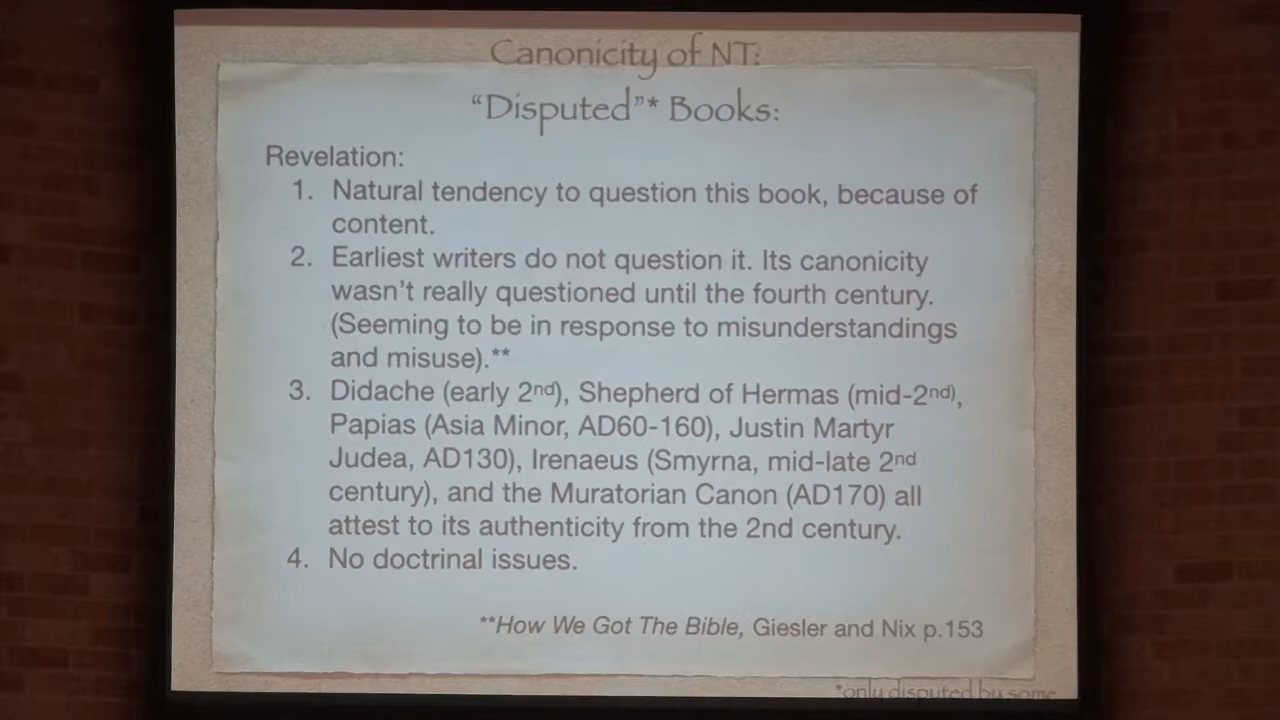 Canonicity of NT:
“Disputed”* Books:
Revelation:
1. Natural tendency to question this book, because of
content.
2. Earliest writers do not question it. Its canonicity
wasn’t really questioned until the fourth century.
(Seeming to be in response to misunderstandings
and misuse).**
3. Didache (early 2nd), Shepherd of Hermas (mid-2nd),
Papias (Asia Minor, AD60-160), Justin Martyr
Judea, AD130), Irenaeus (Smyrna, mid-late 2nd
century), and the Muratorian Canon (AD170) all
attest to its authenticity from the 2nd century.
4. No doctrinal issues.
**How We Got The Bible, Giesler and Nix p.153
*only disputed by some